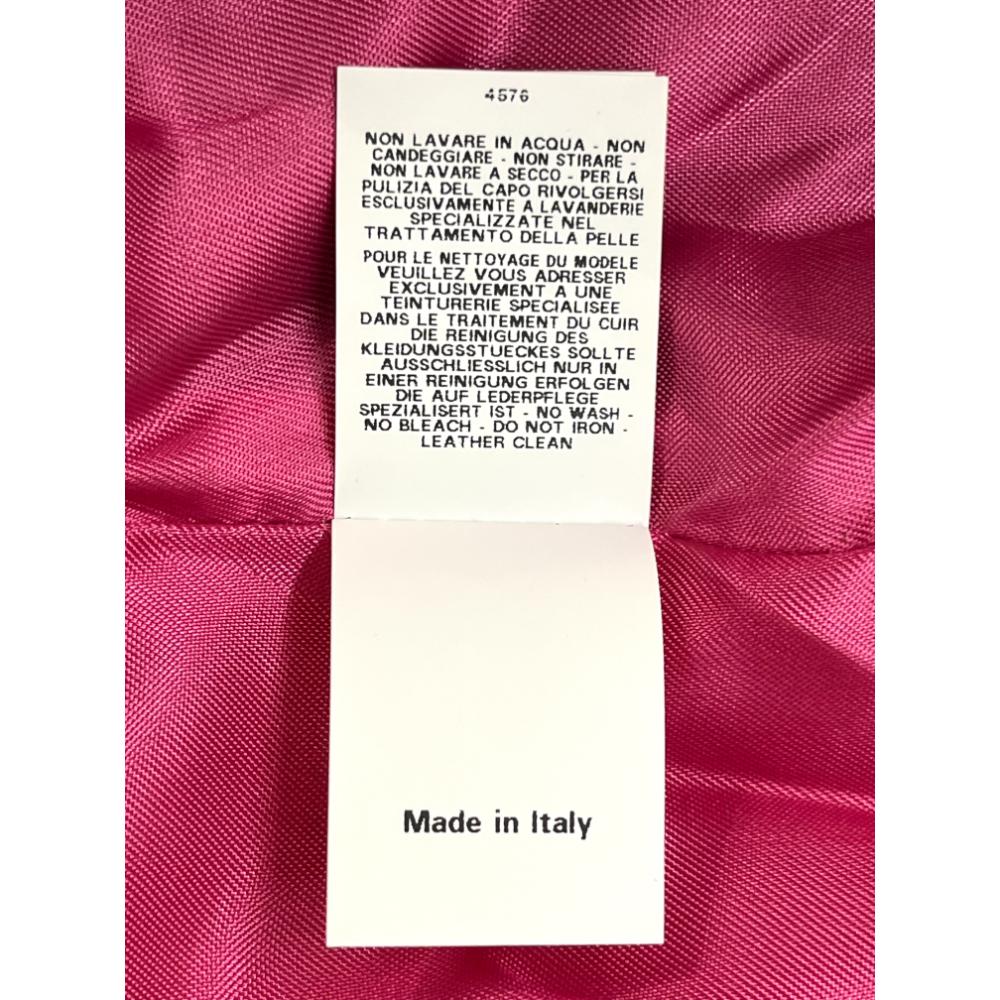 4576
NON LAVARE IN ACQUA - NON
CANDEGGIARE - NON STIRARE -
NON LAVARE A SECCO - PER LA
PULIZIA DEL CAPO RIVOLGERSI
ESCLUSIVAMENTE A LAVANDERIE
SPECIALIZZATE NEL
TRATTAMENTO DELLA PELLE
POUR LE NETTOYAGE DU MODELE
VEUILLEZ VOUS ADRESSER
EXCLUSIVEMENT A UNE
TEINTURERIE SPECIALISEE
DANS LE TRAITEMENT DU CUIR
DIE REINIGUNG DES
KLEIDUNGSSTUECKES SOLLTE
AUSSCHLIESSLICH NUR IN
EINER REINIGUNG ERFOLGEN
DIE AUF LEDERPFLEGE
SPEZIALISERT IST - NO WASH -
NO BLEACH - DO NOT IRON -
LEATHER CLEAN
Made in Italy